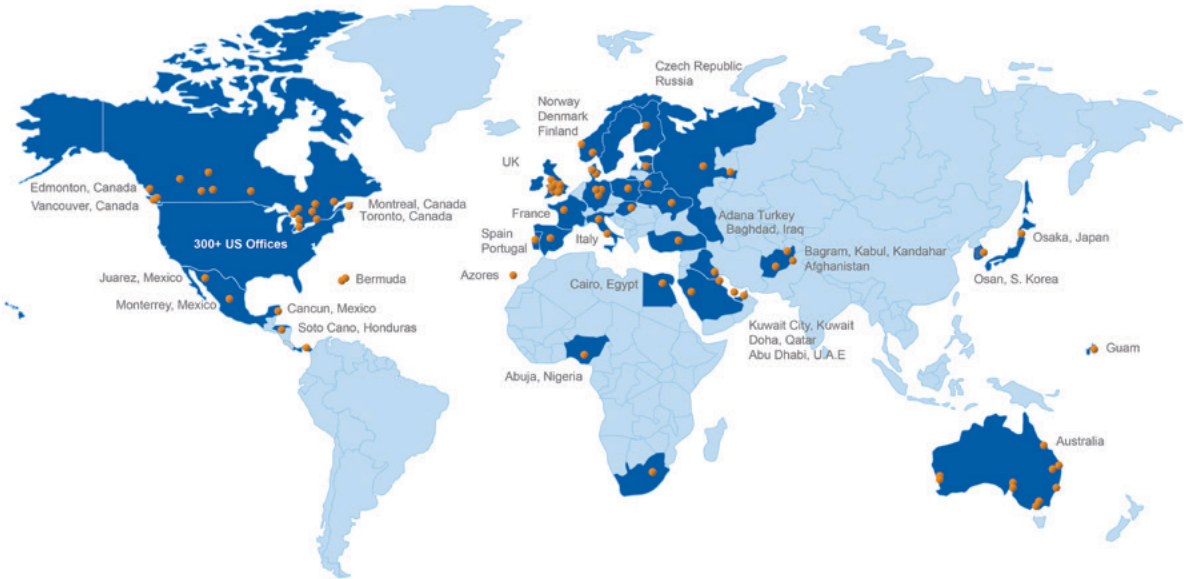 Czech Republic
Russia
Norway
Denmark
Finland
UK
Edmonton, Canada
Vancouver, Canada
Montreal, Canada
Toronto, Canada
France
Adana Turkey
Baghdad, Iraq
300+ US Offices
Spain
Portugal
Italy
Osaka, Japan
Bagram, Kabul, Kandahar
Afghanistan
Juarez, Mexico
Bermuda
Azores
Cairo, Egypt
Osan, S. Korea
Monterrey, Mexico
Cancun, Mexico
Soto Cano, Honduras
Kuwait City, Kuwait
Doha, Qatar
Abu Dhabi, U.A.E
Guam
Abuja, Nigeria
Australia